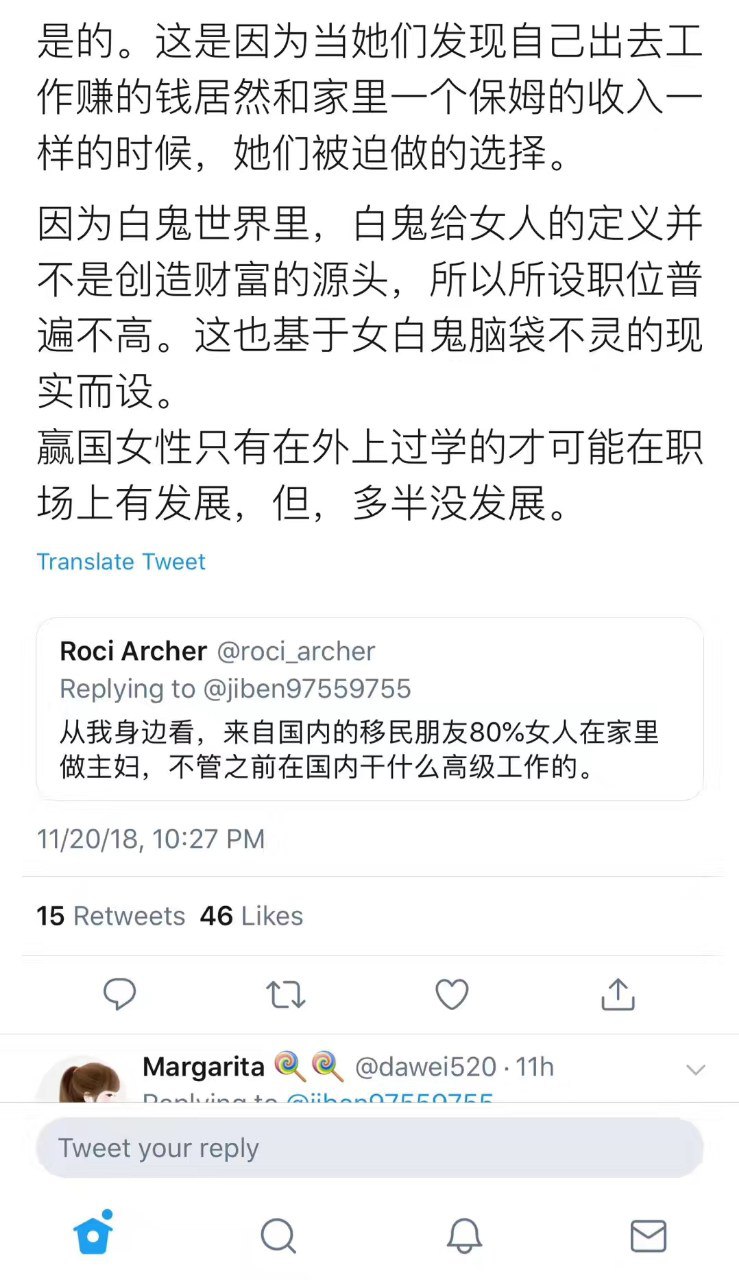 是的。这是因为当她们发现自己出去工
作赚的钱居然和家里一个保姆的收入一
样的时候，她们被迫做的选择。
因为白鬼世界里，白鬼给女人的定义并
不是创造财富的源头，所以所设职位普
遍不高。这也基于女白鬼脑袋不灵的现
实而设。
赢国女性只有在外上过学的才可能在职
场上有发展，但，多半没发展。
Translate Tweet
Roci Archer @roci_archer
Replying to @jiben97559755
从我身边看，来自国内的移民朋友80%女人在家里
做主妇，不管之前在国内干什么高级工作的。
11/20/18, 10:27 PM
15 Retweets 46 Likes
Margarita 🍭🍭 @dawei520 · 11h
Replying to @jiben97559755
Tweet your reply